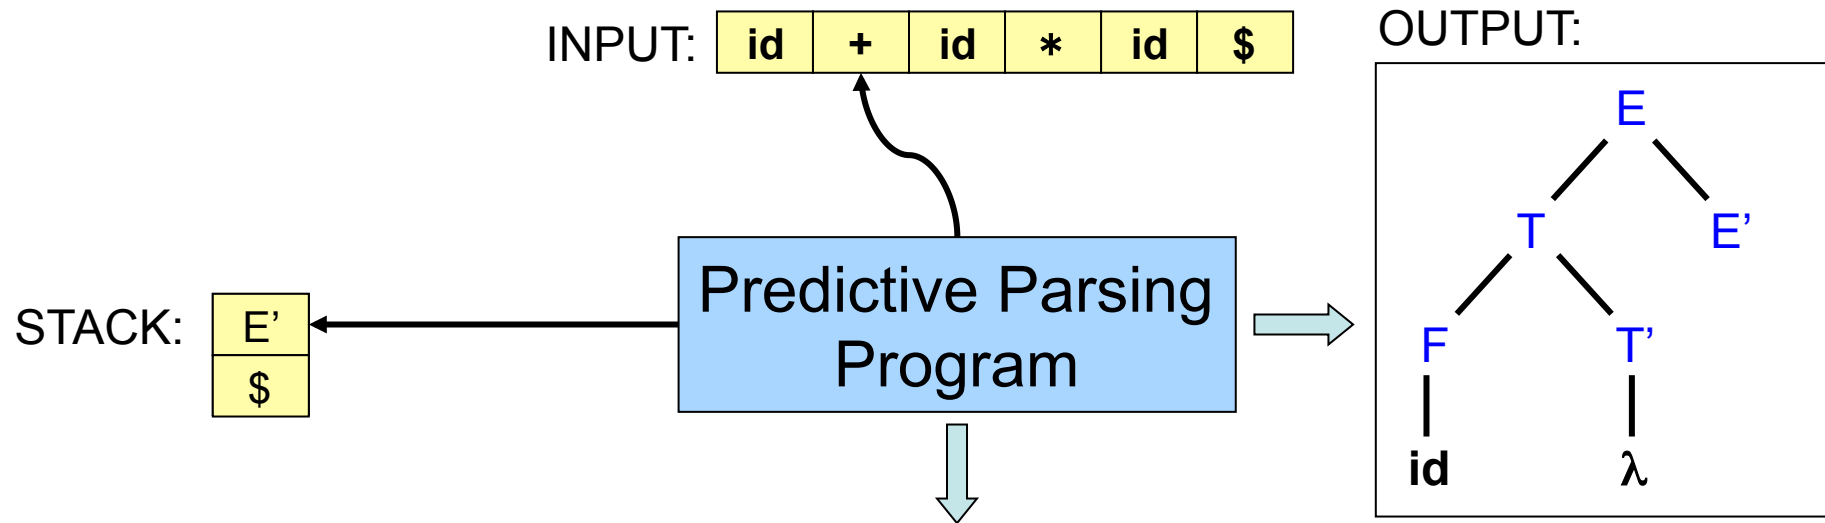 INPUT: id + id * id $
OUTPUT:
E
T E’
STACK: E’
$
Predictive Parsing
Program
F T’
id λ